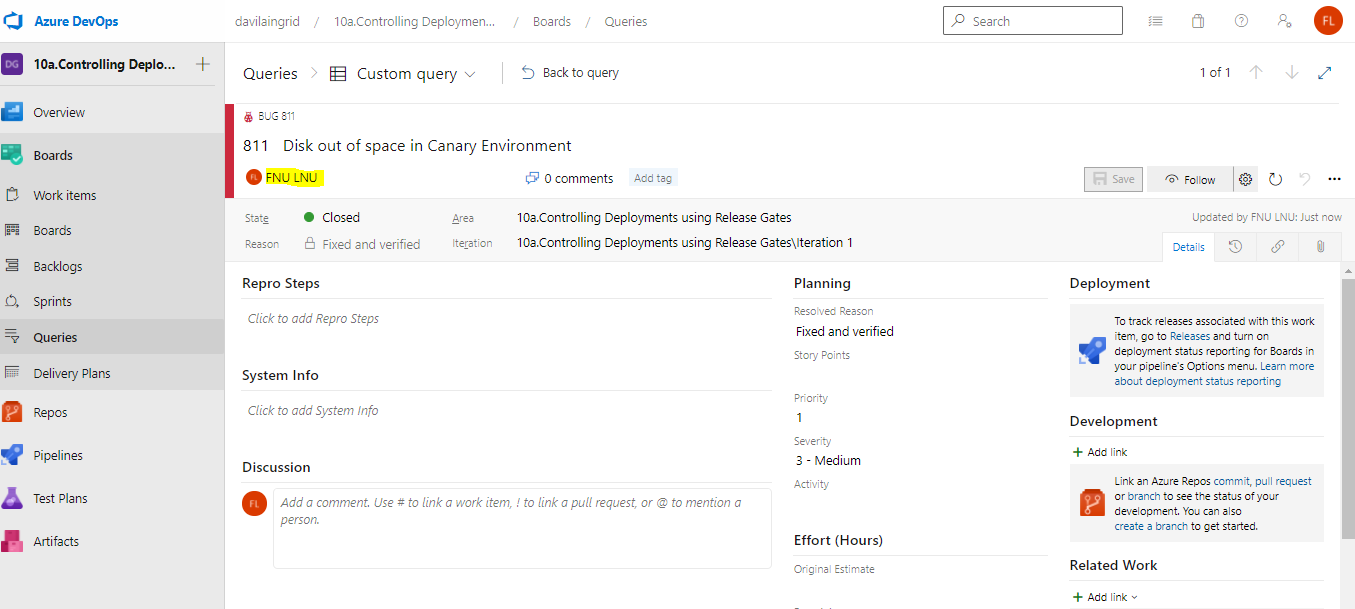 Azure DevOps
davilaingrid / 10a.Controlling Deploymen... / Boards / Queries
Search
FL
DG 10a.Controlling Deplo...
Overview
Boards
Work items
Boards
Backlogs
Sprints
Queries
Delivery Plans
Repos
Pipelines
Test Plans
Artifacts
Queries Custom query Back to query
1 of 1
BUG 811
811 Disk out of space in Canary Environment
FL FNU LNU
0 comments
Add tag
Save
Follow
State Closed
Area 10a.Controlling Deployments using Release Gates
Updated by FNU LNU: Just now
Reason Fixed and verified
Iteration 10a.Controlling Deployments using Release Gates\Iteration 1
Details
Repro Steps
Click to add Repro Steps
System Info
Click to add System Info
Discussion
FL
Add a comment. Use # to link a work item, ! to link a pull request, or @ to mention a
person.
Planning
Resolved Reason
Fixed and verified
Story Points
Priority
1
Severity
3 - Medium
Activity
Effort (Hours)
Original Estimate
Deployment
To track releases associated with this work
item, go to Releases and turn on
deployment status reporting for Boards in
your pipeline's Options menu. Learn more
about deployment status reporting
Development
Add link
Link an Azure Repos commit, pull request
or branch to see the status of your
development. You can also
create a branch to get started.
Related Work
Add link